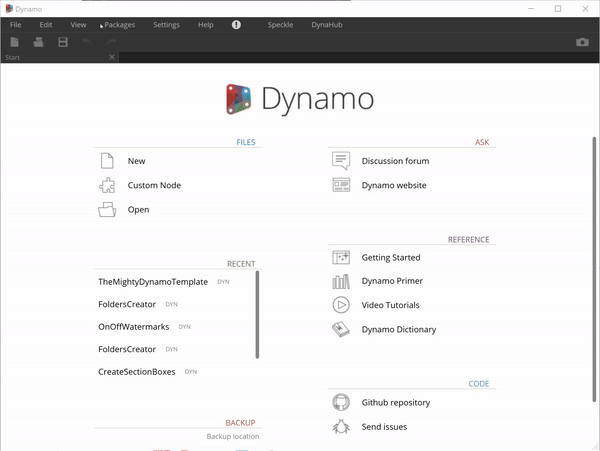 Dynamo
File Edit View Packages Settings Help Speckle DynaHub
Start
Dynamo
FILES
New
Custom Node
Open
RECENT
TheMightyDynamoTemplate DYN
FoldersCreator DYN
OnOffWatermarks DYN
FoldersCreator DYN
CreateSectionBoxes DYN
BACKUP
Backup location
ASK
Discussion forum
Dynamo website
REFERENCE
Getting Started
Dynamo Primer
Video Tutorials
Dynamo Dictionary
CODE
Github repository
Send issues